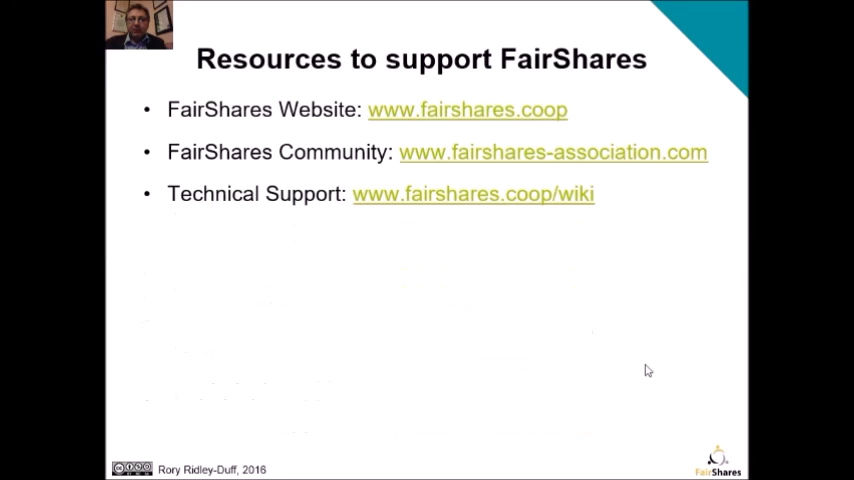 Resources to support FairShares
• FairShares Website: www.fairshares.coop
• FairShares Community: www.fairshares-association.com
• Technical Support: www.fairshares.coop/wiki
Rory Ridley-Duff, 2016
FairShares